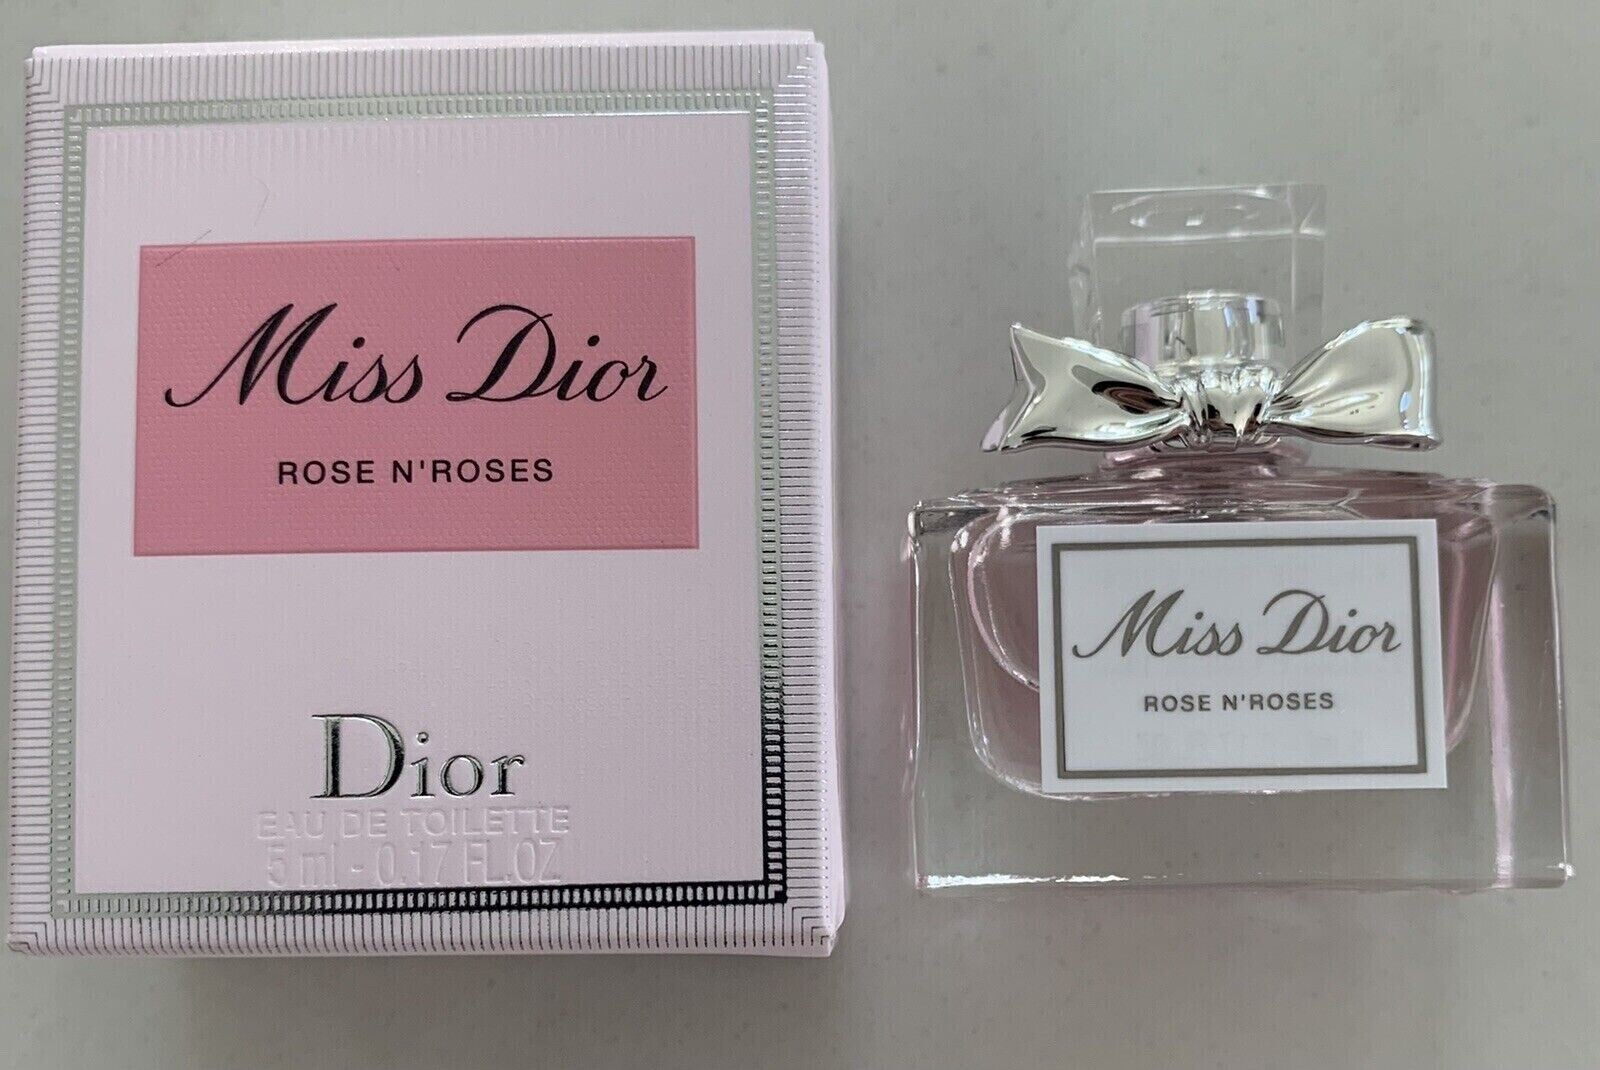 Miss Dior
ROSE N'ROSES
Dior
EAU DE TOILETTE
5 ml - 0.17 FL.OZ
Miss Dior
ROSE N'ROSES